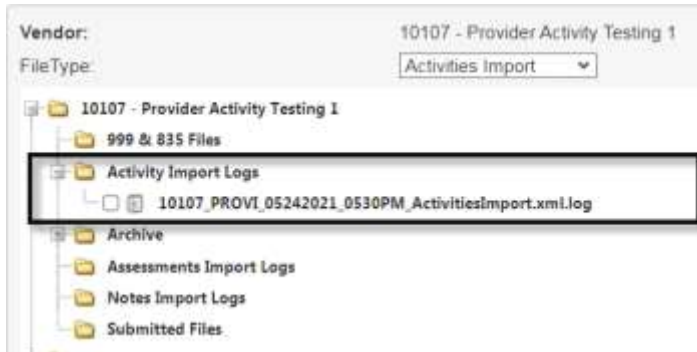 Vendor: 10107 - Provider Activity Testing 1
FileType: Activities Import
10107 - Provider Activity Testing 1
999 & 835 Files
Activity Import Logs
10107_PROVI_05242021_0530PM_ActivitiesImport.xml.log
Archive
Assessments Import Logs
Notes Import Logs
Submitted Files